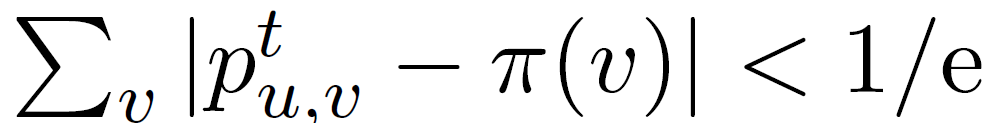 ∑_v |p^t_{u,v} − π(v)| < 1/e